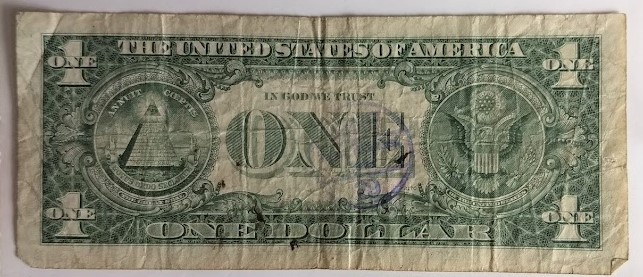 1 THE UNITED STATES OF AMERICA 1
ONE ONE
ANNUIT CŒPTIS
IN GOD WE TRUST
ONE
1 1
ONE ONE
ONE DOLLAR